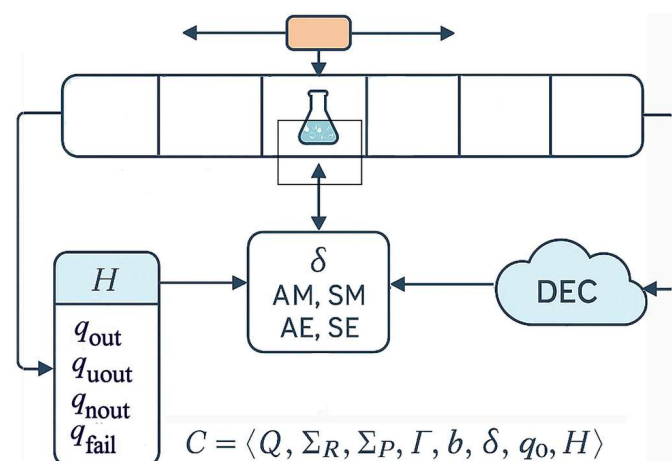 δ
AM, SM
AE, SE
H
q_out
q_uout
q_nout
q_fail
DEC
C = ⟨Q, Σ_R, Σ_P, Γ, b, δ, q_0, H⟩